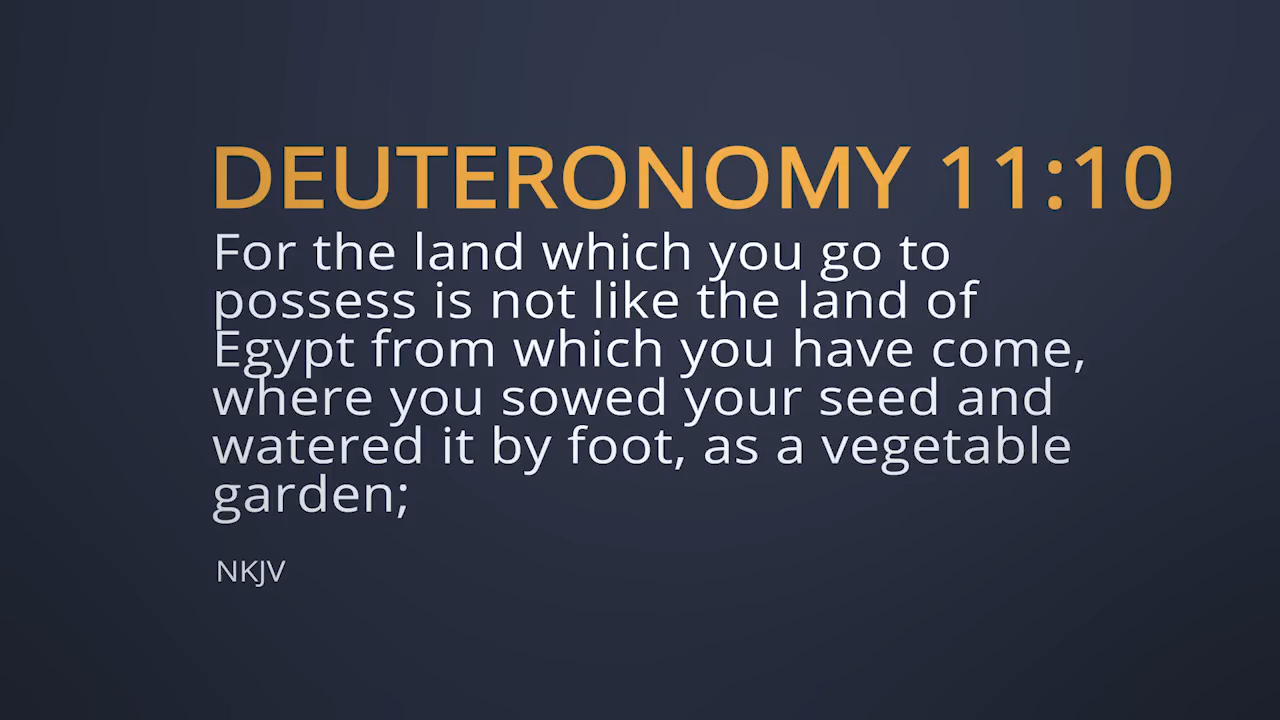 DEUTERONOMY 11:10
For the land which you go to
possess is not like the land of
Egypt from which you have come,
where you sowed your seed and
watered it by foot, as a vegetable
garden;
NKJV